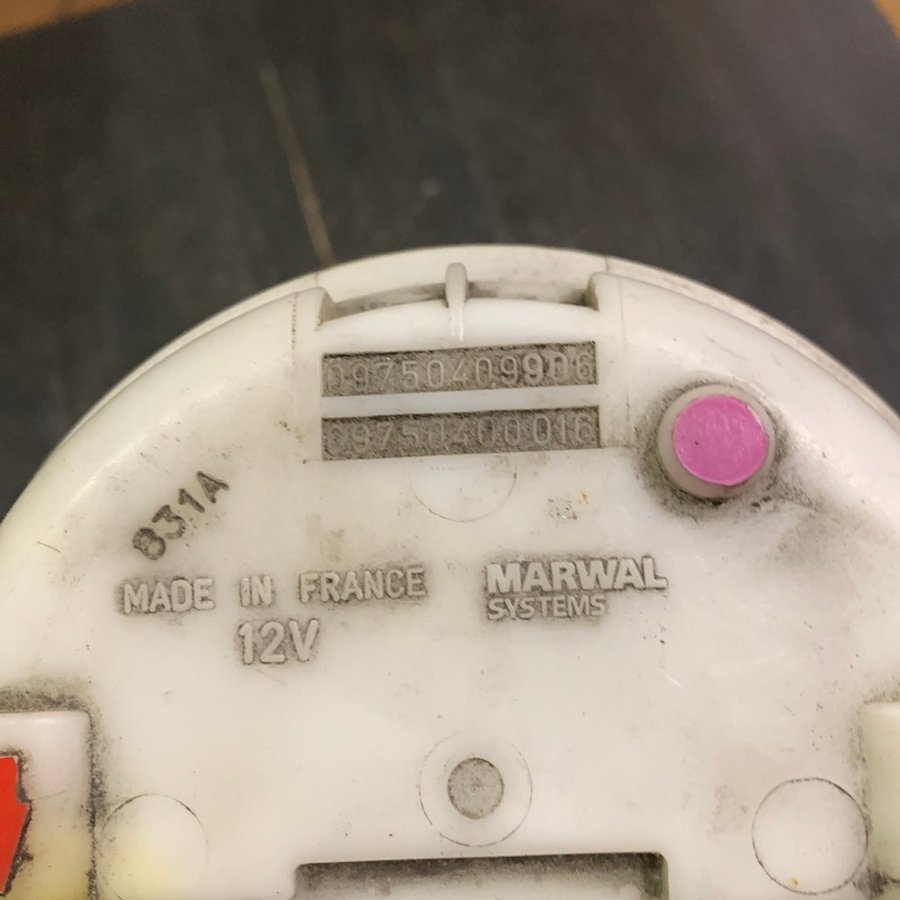 09750409906
09750400016
831A
MADE IN FRANCE
12V
MARWAL
SYSTEMS